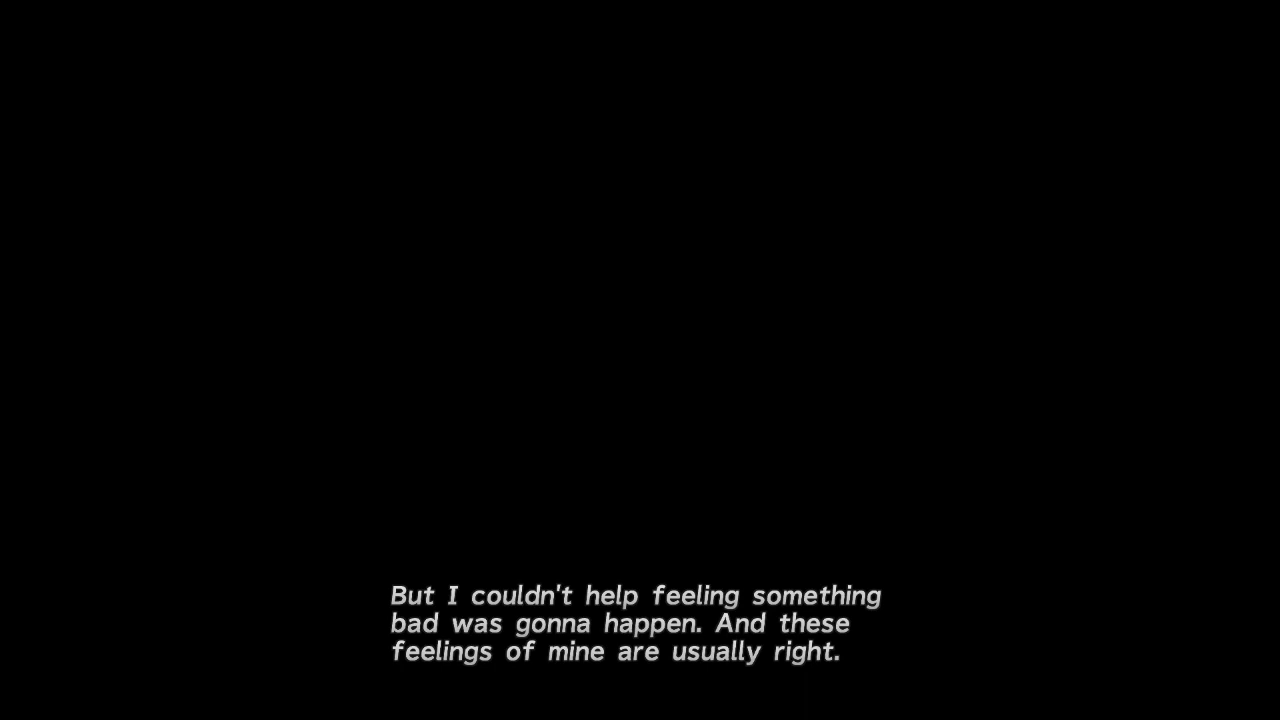 But I couldn't help feeling something
bad was gonna happen. And these
feelings of mine are usually right.